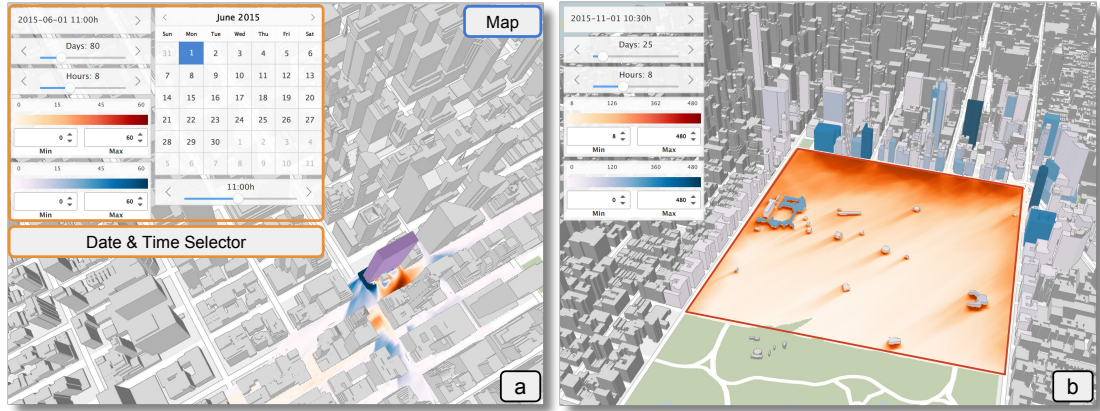 2015-06-01 11:00h
Days: 80
Hours: 8
0 15 45 60
0 60
Min Max
0 15 45 60
0 60
Min Max
June 2015
Sun Mon Tue Wed Thu Fri Sat
31 1 2 3 4 5 6
7 8 9 10 11 12 13
14 15 16 17 18 19 20
21 22 23 24 25 26 27
28 29 30 1 2 3 4
5 6 7 8 9 10 11
11:00h
Date & Time Selector
Map
a
2015-11-01 10:30h
Days: 25
Hours: 8
8 126 362 480
8 480
Min Max
0 120 360 480
0 480
Min Max
b